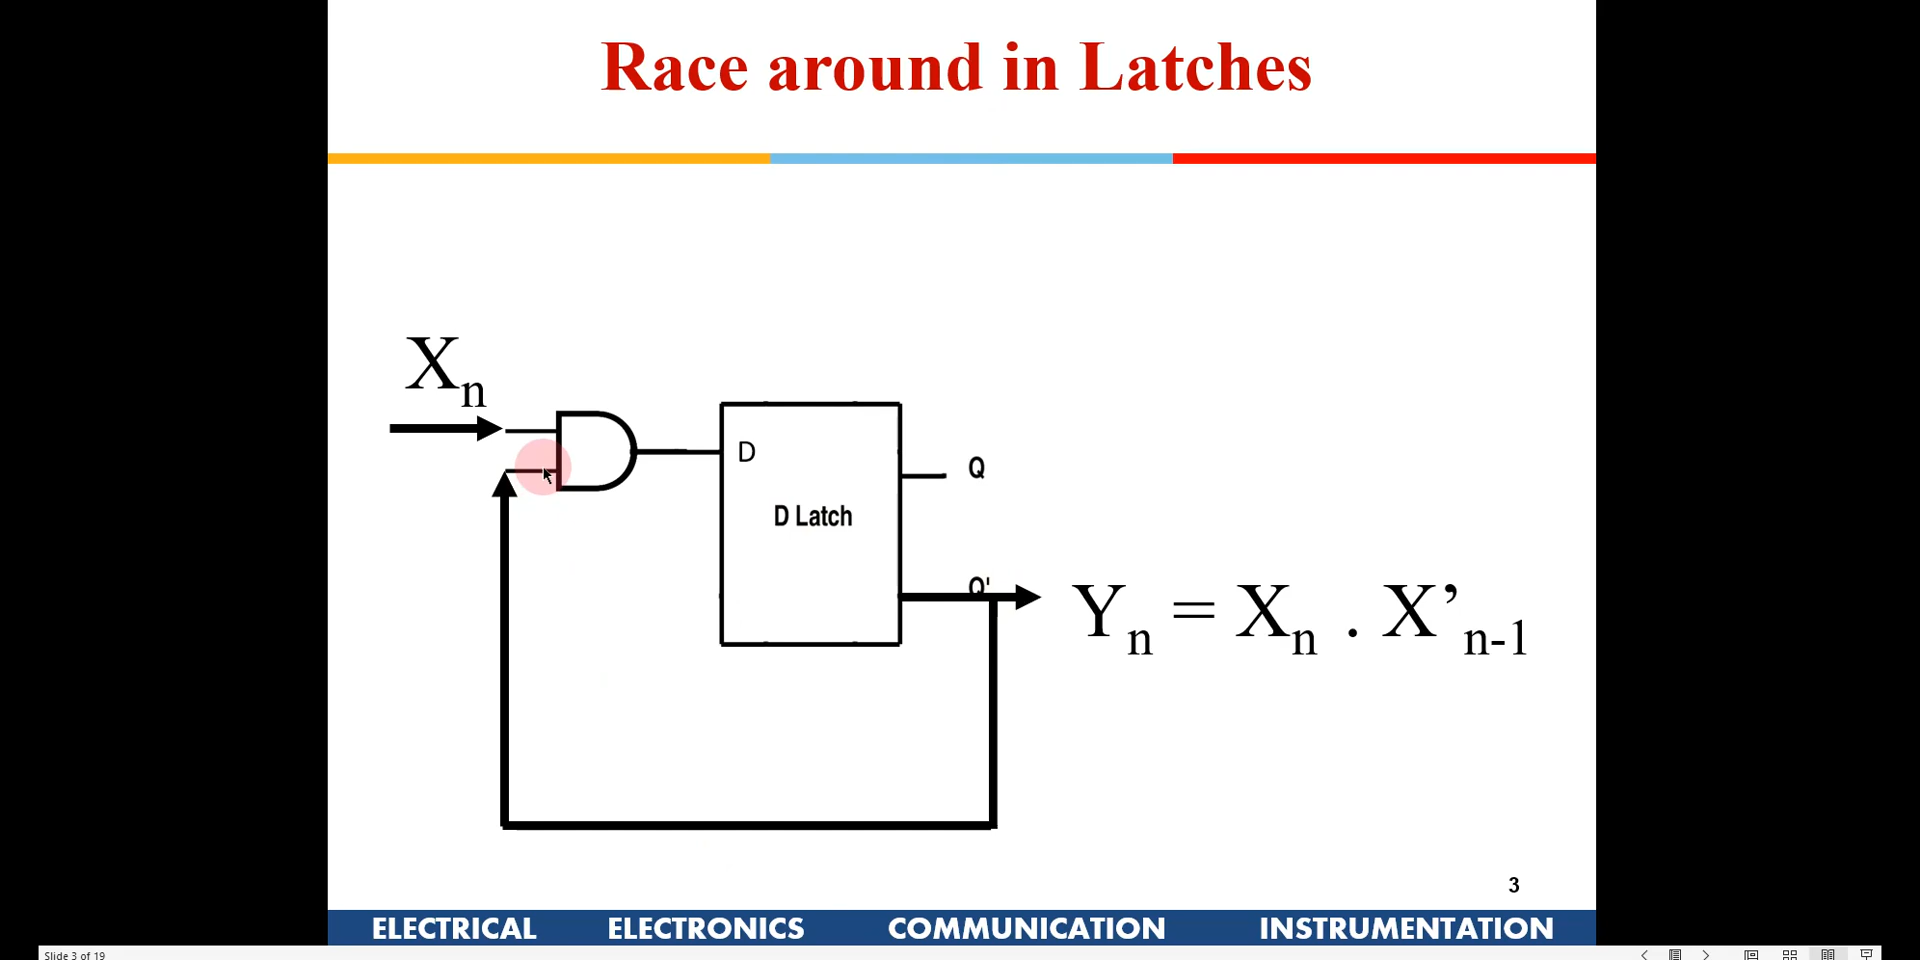 Race around in Latches
Xn
D
Q
D Latch
Q'
Yn = Xn . X’n-1
3
ELECTRICAL ELECTRONICS COMMUNICATION INSTRUMENTATION
Slide 3 of 19